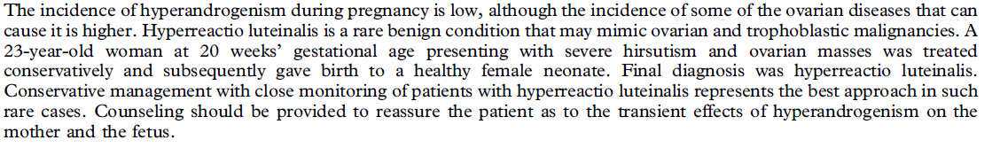 The incidence of hyperandrogenism during pregnancy is low, although the incidence of some of the ovarian diseases that can
cause it is higher. Hyperreactio luteinalis is a rare benign condition that may mimic ovarian and trophoblastic malignancies. A
23-year-old woman at 20 weeks’ gestational age presenting with severe hirsutism and ovarian masses was treated
conservatively and subsequently gave birth to a healthy female neonate. Final diagnosis was hyperreactio luteinalis.
Conservative management with close monitoring of patients with hyperreactio luteinalis represents the best approach in such
rare cases. Counseling should be provided to reassure the patient as to the transient effects of hyperandrogenism on the
mother and the fetus.